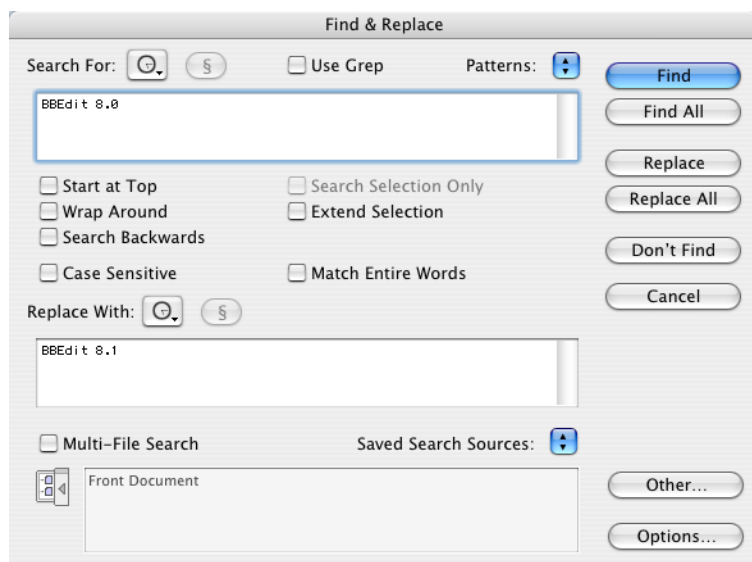 Find & Replace
Search For: § Use Grep Patterns:
Find
BBEdit 8.0
Find All
Replace
Start at Top Search Selection Only
Replace All
Wrap Around Extend Selection
Search Backwards
Don't Find
Case Sensitive Match Entire Words
Cancel
Replace With: §
BBEdit 8.1
Multi-File Search Saved Search Sources:
Front Document
Other...
Options...